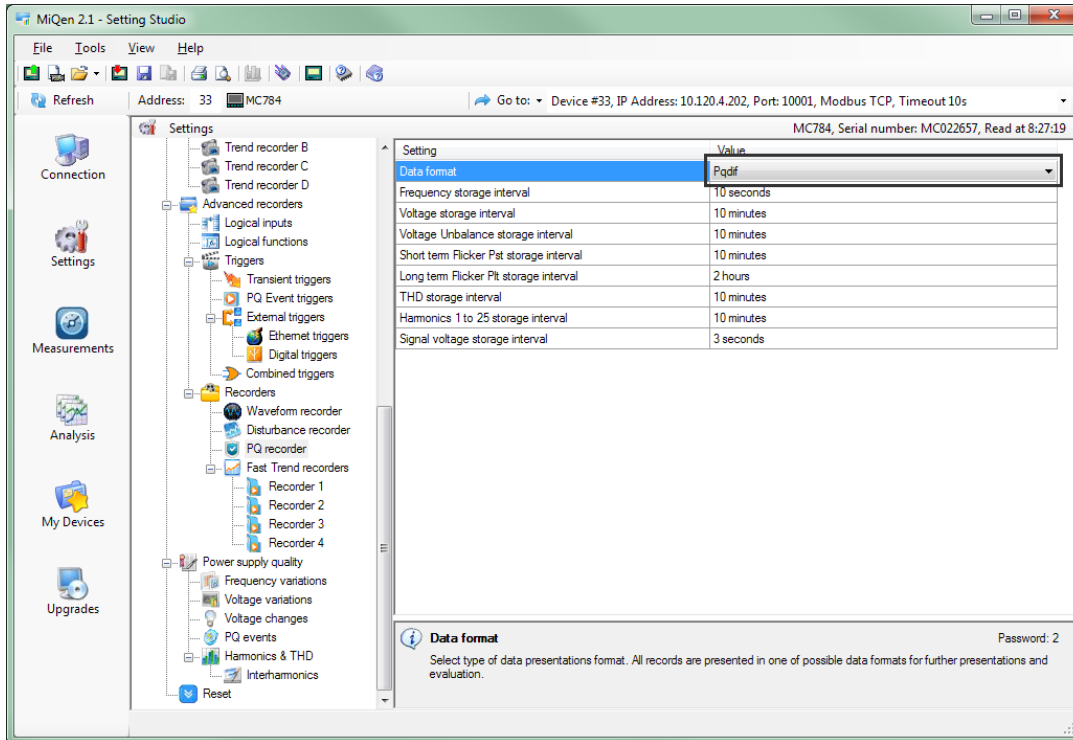 MiQen 2.1 - Setting Studio
File Tools View Help
Refresh Address: 33 MC784 Go to: Device #33, IP Address: 10.120.4.202, Port: 10001, Modbus TCP, Timeout 10s
Settings MC784, Serial number: MC022657, Read at 8:27:19
Connection
Settings
Measurements
Analysis
My Devices
Upgrades
Trend recorder B
Trend recorder C
Trend recorder D
Advanced recorders
Logical inputs
Logical functions
Triggers
Transient triggers
PQ Event triggers
External triggers
Ethernet triggers
Digital triggers
Combined triggers
Recorders
Waveform recorder
Disturbance recorder
PQ recorder
Fast Trend recorders
Recorder 1
Recorder 2
Recorder 3
Recorder 4
Power supply quality
Frequency variations
Voltage variations
Voltage changes
PQ events
Harmonics & THD
Interharmonics
Reset
Setting Value
Data format Pqdif
Frequency storage interval 10 seconds
Voltage storage interval 10 minutes
Voltage Unbalance storage interval 10 minutes
Short term Flicker Pst storage interval 10 minutes
Long term Flicker Plt storage interval 2 hours
THD storage interval 10 minutes
Harmonics 1 to 25 storage interval 10 minutes
Signal voltage storage interval 3 seconds
Data format Password: 2
Select type of data presentations format. All records are presented in one of possible data formats for further presentations and
evaluation.